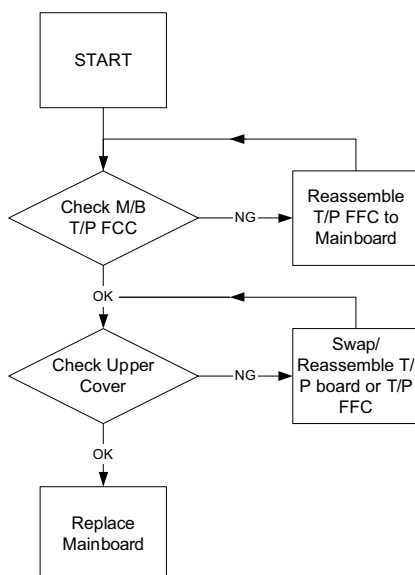 START
Check M/B
T/P FCC
NG
Reassemble
T/P FFC to
Mainboard
OK
Check Upper
Cover
NG
Swap/
Reassemble T/
P board or T/P
FFC
OK
Replace
Mainboard